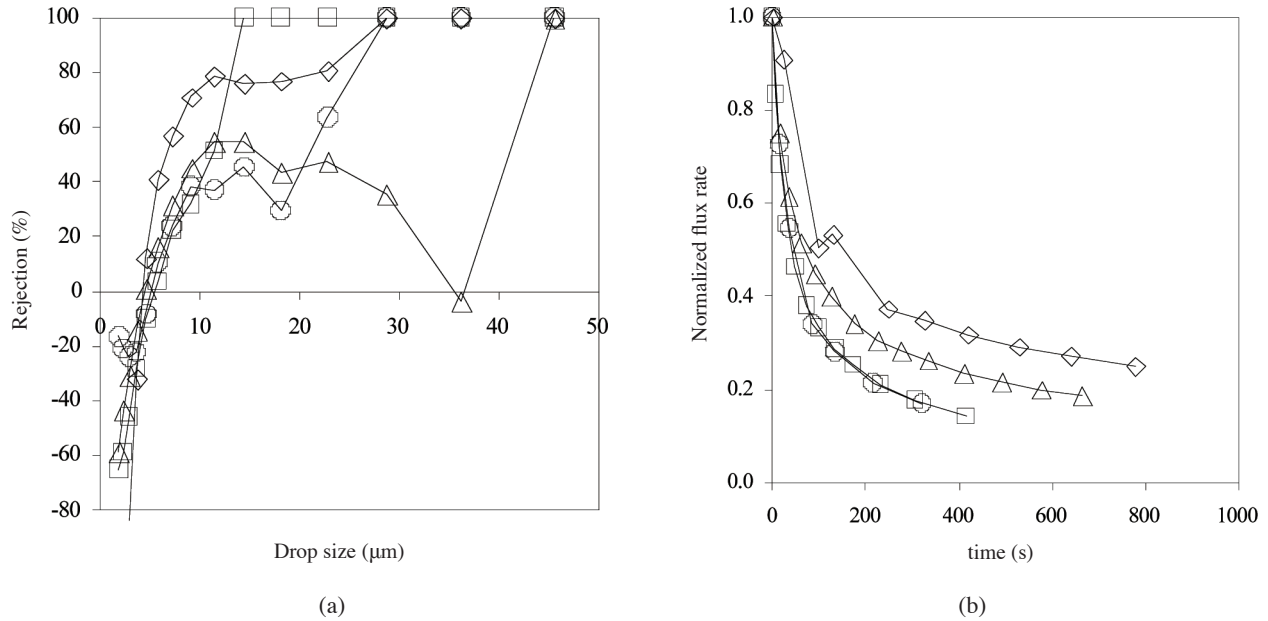 100
80
60
40
20
0
-20
-40
-60
-80
0 10 20 30 40 50
Rejection (%)
Drop size (μm)
(a)
1.0
0.8
0.6
0.4
0.2
0.0
0 200 400 600 800 1000
Normalized flux rate
time (s)
(b)